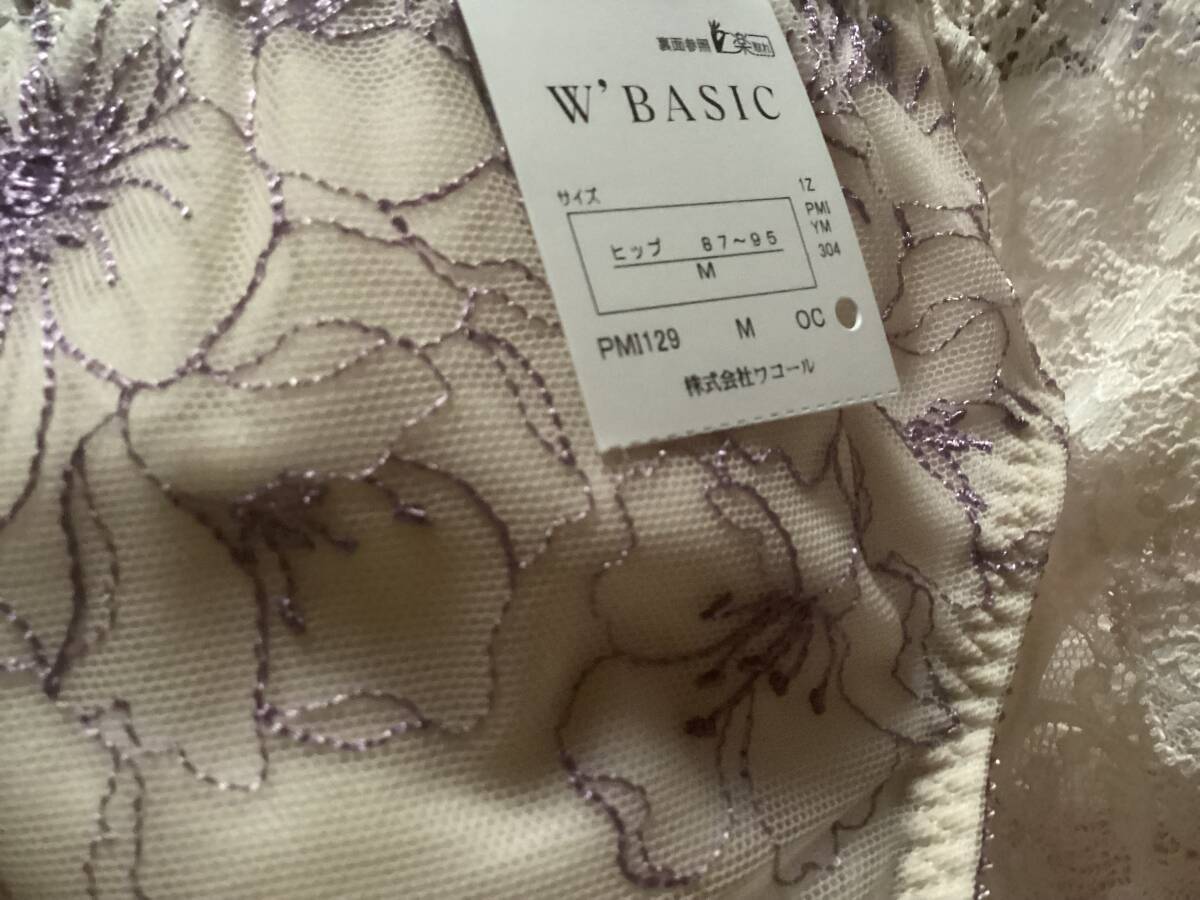 裏面参照 楽
W'BASIC
サイズ
ヒップ 87～95
M
1Z
PMI
YM
304
PMI129 M OC
株式会社ワコール